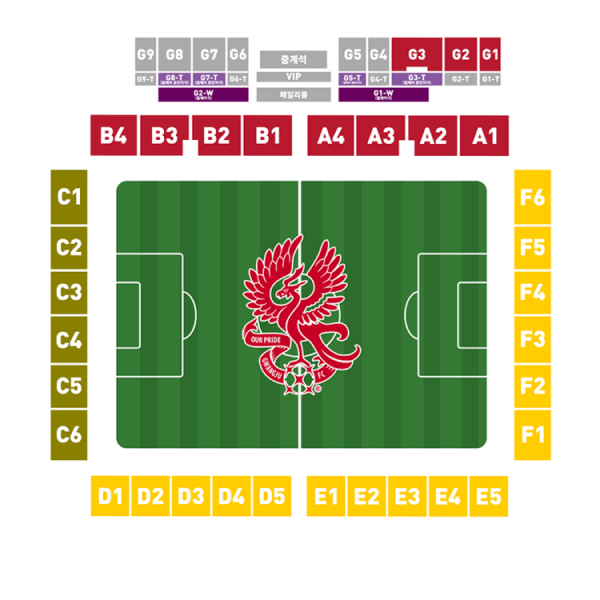 G9 G8 G7 G6 중계석 G5 G4 G3 G2 G1
G9-T G8-T G7-T G6-T VIP G5-T G4-T G3-T G2-T G1-T
G2-W 패밀리룸 G1-W
B4 B3 B2 B1 A4 A3 A2 A1
C1 F6
C2 F5
C3 F4
C4 F3
C5 F2
C6 F1
OUR PRIDE
GWANGJU FC
D1 D2 D3 D4 D5 E1 E2 E3 E4 E5